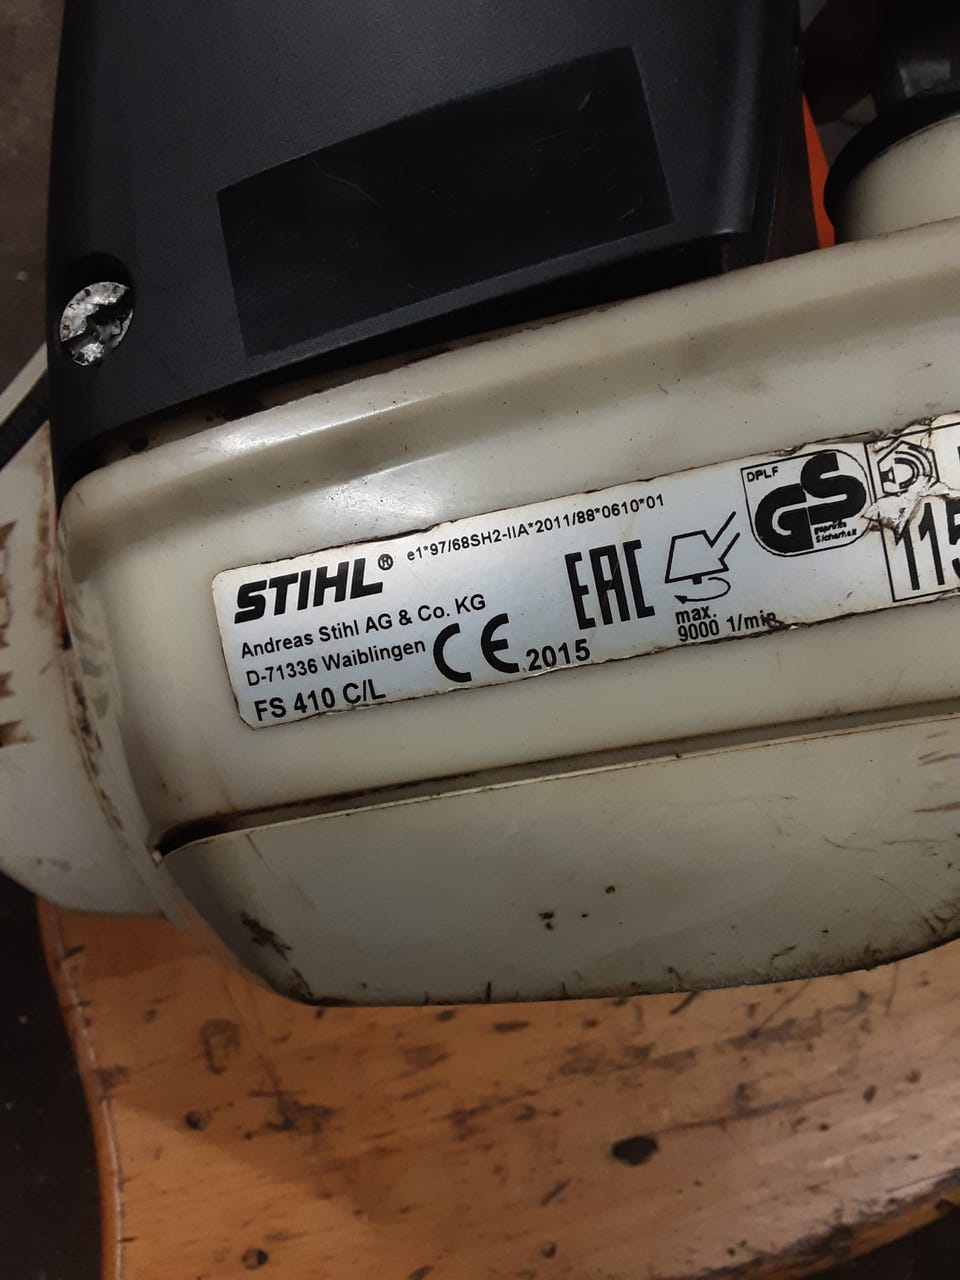 STIHL® e1*97/68SH2-IIA*2011/88*0610*01
Andreas Stihl AG & Co. KG
D-71336 Waiblingen
FS 410 C/L
CE 2015
EAC
max.
9000 1/min
DPLF
GS
geprüfte
Sicherheit
115